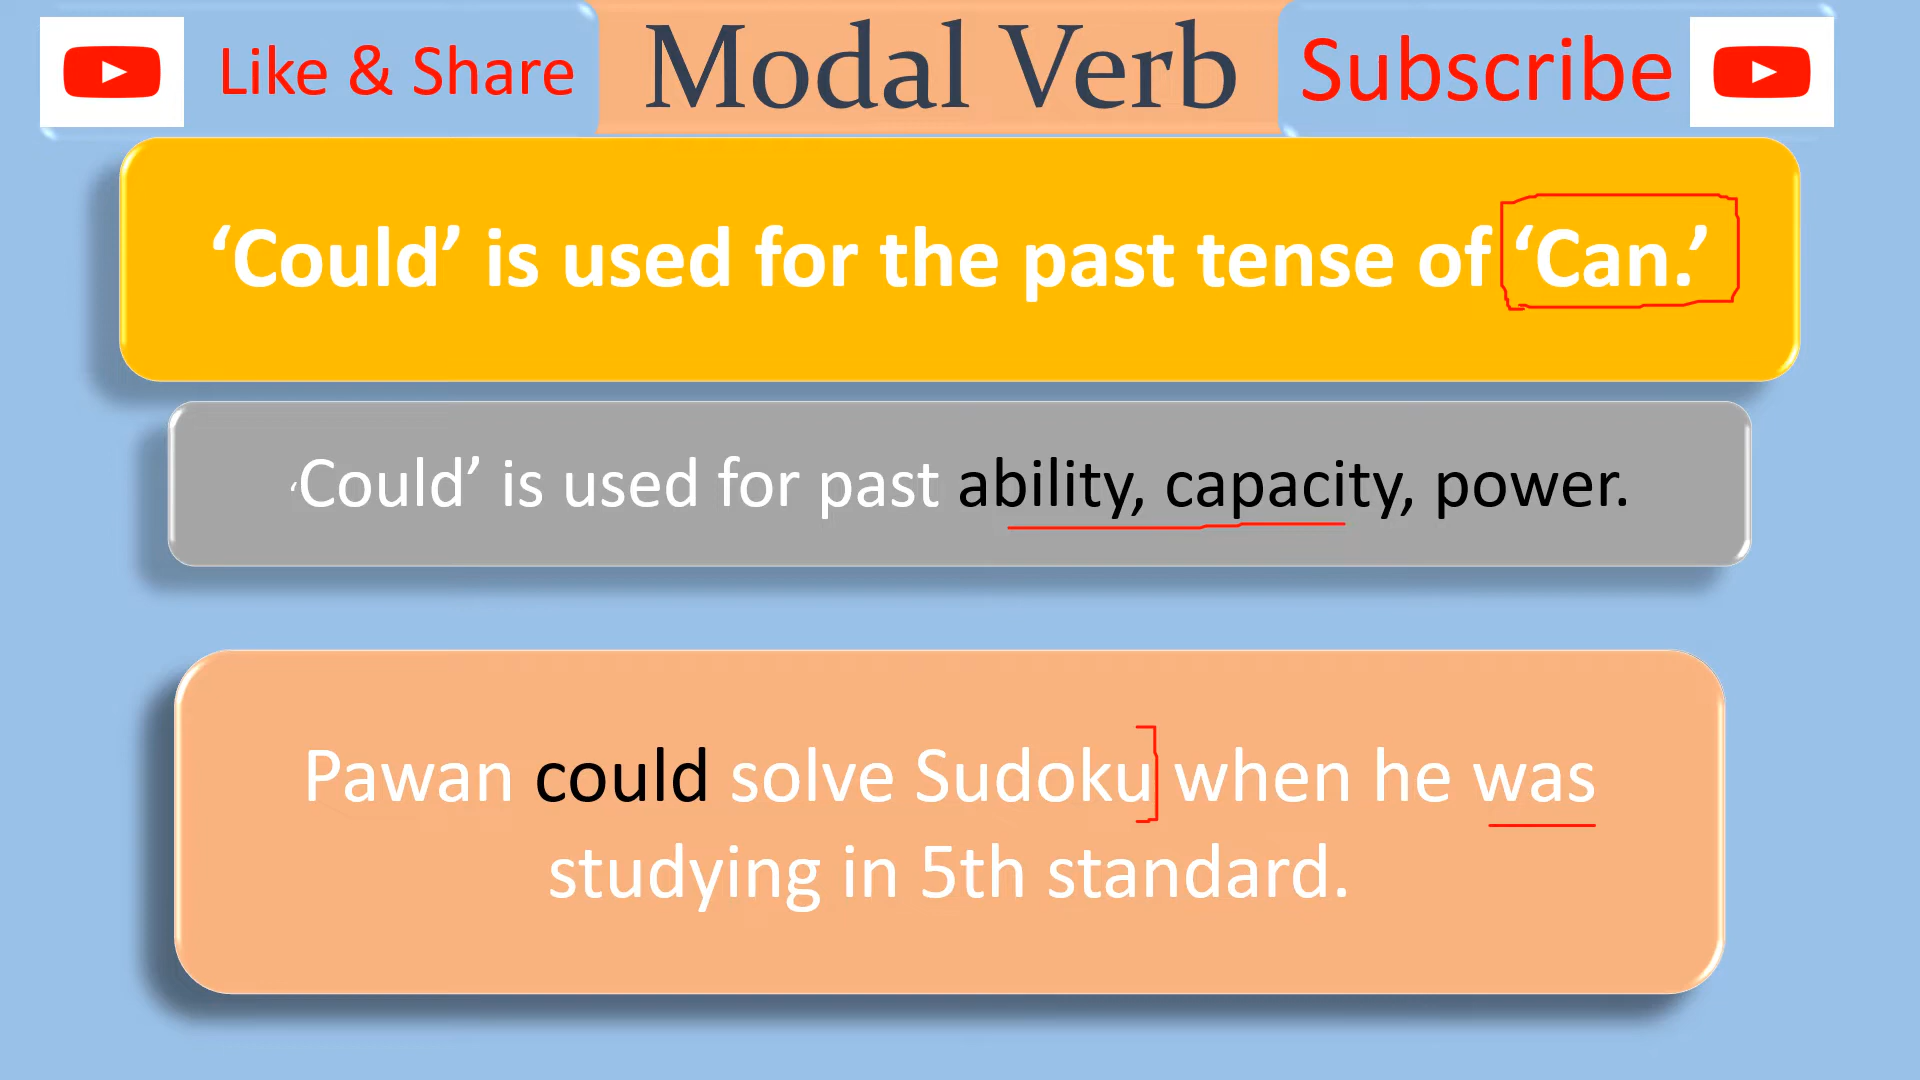 Like & Share
Modal Verb
Subscribe
‘Could’ is used for the past tense of ‘Can.’
‘Could’ is used for past ability, capacity, power.
Pawan could solve Sudoku when he was
studying in 5th standard.